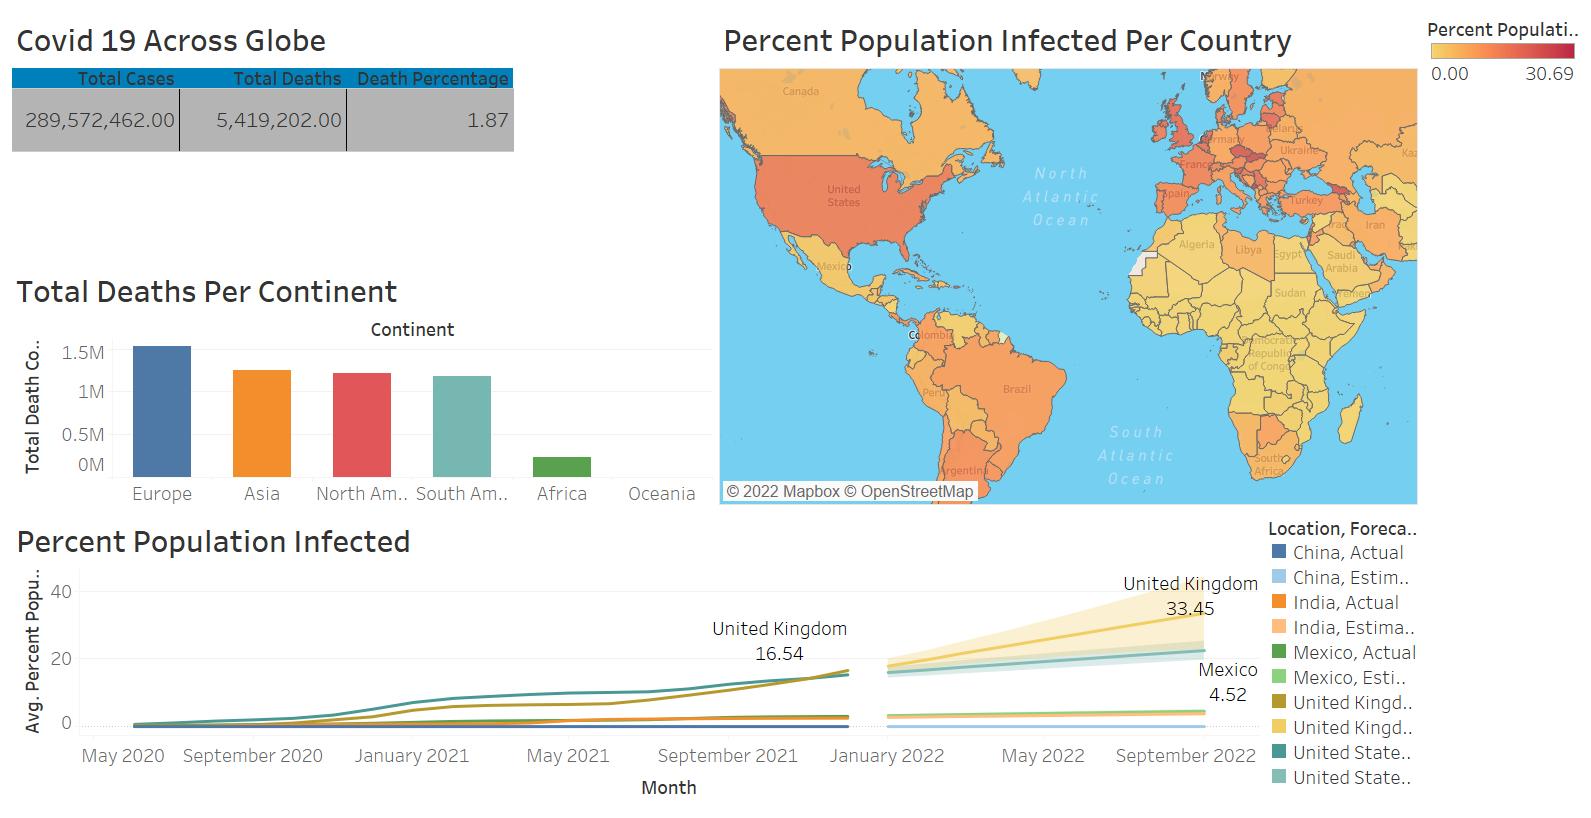 Covid 19 Across Globe
Total Cases Total Deaths Death Percentage
289,572,462.00 5,419,202.00 1.87
Total Deaths Per Continent
Continent
Total Death Co..
1.5M
1M
0.5M
0M
Europe Asia North Am.. South Am.. Africa Oceania
Percent Population Infected Per Country
Canada
United
States
Mexico
North
Atlantic
Ocean
Norway
Belarus
Germany
Ukraine
France
Spain
Turkey
Iraq
Iran
Algeria
Libya
Egypt
Saudi
Arabia
Sudan
Yemen
Democratic
Republic
of Congo
Colombia
Peru
Brazil
South
Atlantic
Ocean
Argentina
South
Africa
© 2022 Mapbox © OpenStreetMap
Percent Populati..
0.00 30.69
Percent Population Infected
Avg. Percent Popu..
40
20
0
United Kingdom
16.54
United Kingdom
33.45
Mexico
4.52
May 2020 September 2020 January 2021 May 2021 September 2021 January 2022 May 2022 September 2022
Month
Location, Foreca..
China, Actual
China, Estim..
India, Actual
India, Estima..
Mexico, Actual
Mexico, Esti..
United Kingd..
United Kingd..
United State..
United State..